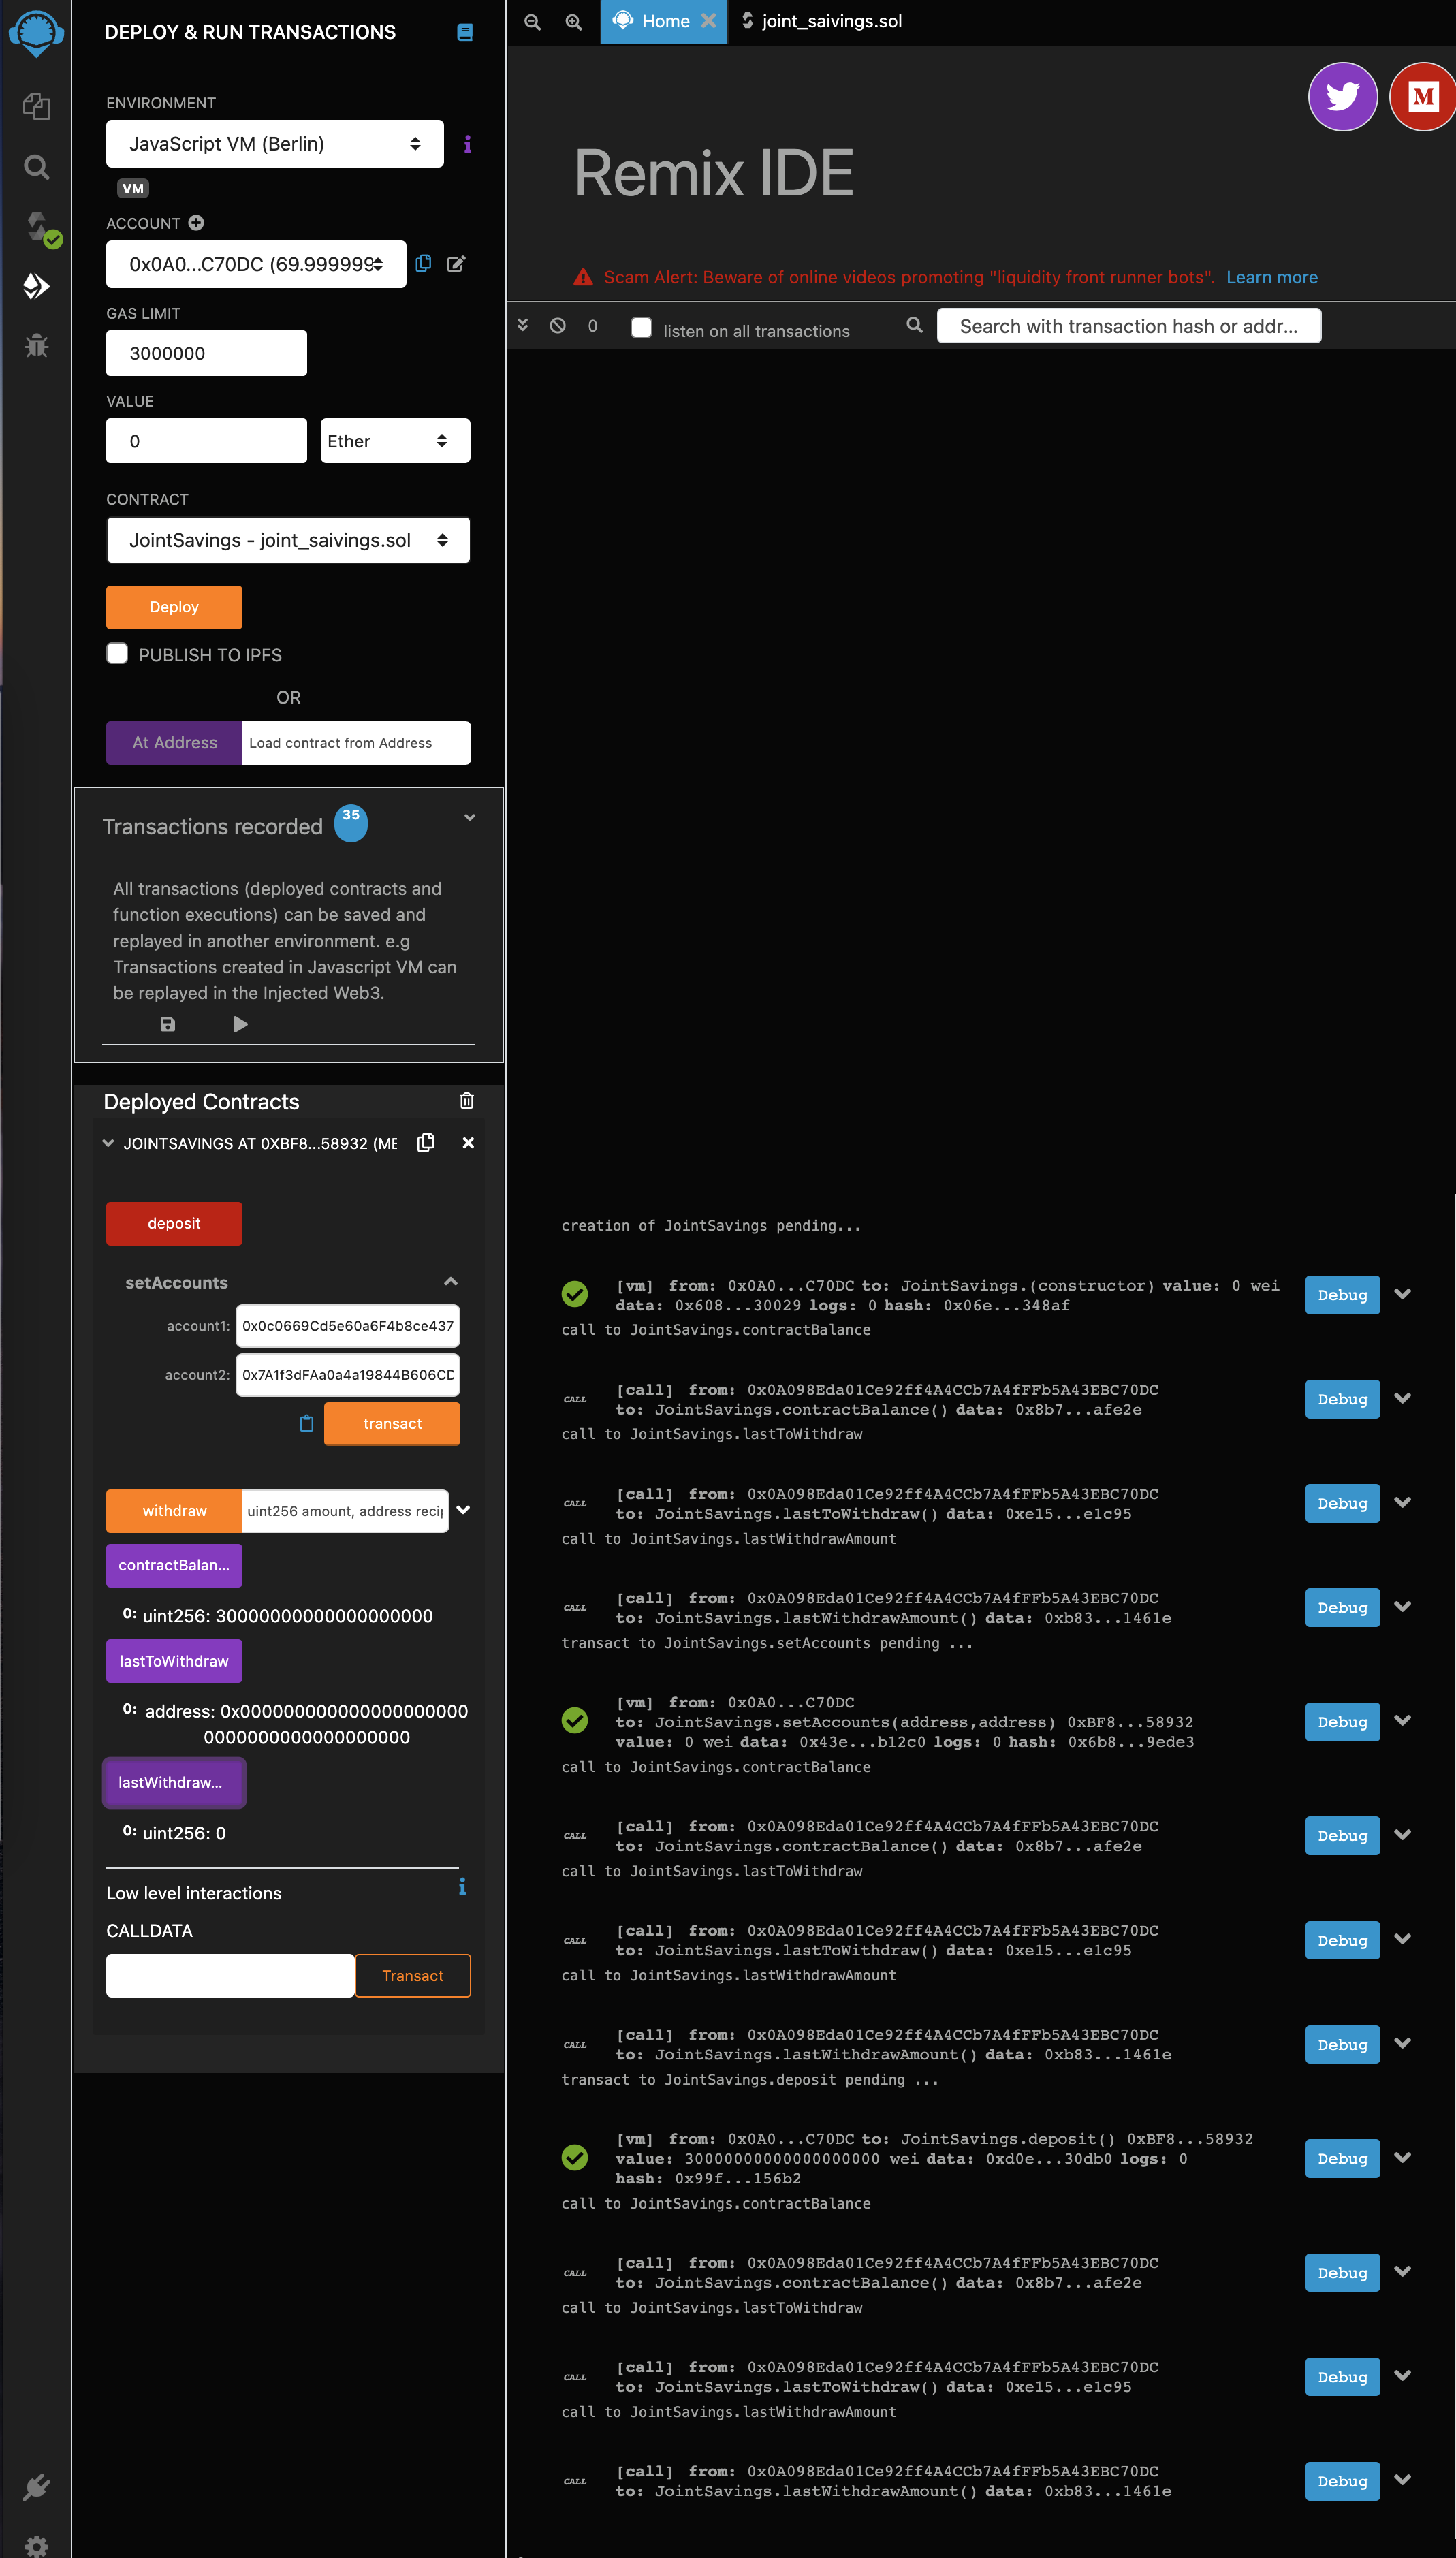 DEPLOY & RUN TRANSACTIONS
ENVIRONMENT
JavaScript VM (Berlin)
VM
ACCOUNT
0x0A0...C70DC (69.999999
GAS LIMIT
3000000
VALUE
0
Ether
CONTRACT
JointSavings - joint_saivings.sol
Deploy
PUBLISH TO IPFS
OR
At Address
Load contract from Address
Transactions recorded 35
All transactions (deployed contracts and
function executions) can be saved and
replayed in another environment. e.g
Transactions created in Javascript VM can
be replayed in the Injected Web3.
Deployed Contracts
JOINTSAVINGS AT 0XBF8...58932 (ME
deposit
setAccounts
account1: 0x0c0669Cd5e60a6F4b8ce437
account2: 0x7A1f3dFAa0a4a19844B606CD
transact
withdraw
uint256 amount, address recip
contractBalan...
0: uint256: 30000000000000000000
lastToWithdraw
0: address: 0x0000000000000000000000
000000000000000000
lastWithdraw...
0: uint256: 0
Low level interactions
CALLDATA
Transact
Home
joint_saivings.sol
M
Remix IDE
Scam Alert: Beware of online videos promoting "liquidity front runner bots". Learn more
0
listen on all transactions
Search with transaction hash or addr...
creation of JointSavings pending...
[vm] from: 0x0A0...C70DC to: JointSavings.(constructor) value: 0 wei
data: 0x608...30029 logs: 0 hash: 0x06e...348af
Debug
call to JointSavings.contractBalance
CALL
[call] from: 0x0A098Eda01Ce92ff4A4CCb7A4fFFb5A43EBC70DC
to: JointSavings.contractBalance() data: 0x8b7...afe2e
Debug
call to JointSavings.lastToWithdraw
CALL
[call] from: 0x0A098Eda01Ce92ff4A4CCb7A4fFFb5A43EBC70DC
to: JointSavings.lastToWithdraw() data: 0xe15...e1c95
Debug
call to JointSavings.lastWithdrawAmount
CALL
[call] from: 0x0A098Eda01Ce92ff4A4CCb7A4fFFb5A43EBC70DC
to: JointSavings.lastWithdrawAmount() data: 0xb83...1461e
Debug
transact to JointSavings.setAccounts pending ...
[vm] from: 0x0A0...C70DC
to: JointSavings.setAccounts(address,address) 0xBF8...58932
value: 0 wei data: 0x43e...b12c0 logs: 0 hash: 0x6b8...9ede3
Debug
call to JointSavings.contractBalance
CALL
[call] from: 0x0A098Eda01Ce92ff4A4CCb7A4fFFb5A43EBC70DC
to: JointSavings.contractBalance() data: 0x8b7...afe2e
Debug
call to JointSavings.lastToWithdraw
CALL
[call] from: 0x0A098Eda01Ce92ff4A4CCb7A4fFFb5A43EBC70DC
to: JointSavings.lastToWithdraw() data: 0xe15...e1c95
Debug
call to JointSavings.lastWithdrawAmount
CALL
[call] from: 0x0A098Eda01Ce92ff4A4CCb7A4fFFb5A43EBC70DC
to: JointSavings.lastWithdrawAmount() data: 0xb83...1461e
Debug
transact to JointSavings.deposit pending ...
[vm] from: 0x0A0...C70DC to: JointSavings.deposit() 0xBF8...58932
value: 30000000000000000000 wei data: 0xd0e...30db0 logs: 0
hash: 0x99f...156b2
Debug
call to JointSavings.contractBalance
CALL
[call] from: 0x0A098Eda01Ce92ff4A4CCb7A4fFFb5A43EBC70DC
to: JointSavings.contractBalance() data: 0x8b7...afe2e
Debug
call to JointSavings.lastToWithdraw
CALL
[call] from: 0x0A098Eda01Ce92ff4A4CCb7A4fFFb5A43EBC70DC
to: JointSavings.lastToWithdraw() data: 0xe15...e1c95
Debug
call to JointSavings.lastWithdrawAmount
CALL
[call] from: 0x0A098Eda01Ce92ff4A4CCb7A4fFFb5A43EBC70DC
to: JointSavings.lastWithdrawAmount() data: 0xb83...1461e
Debug